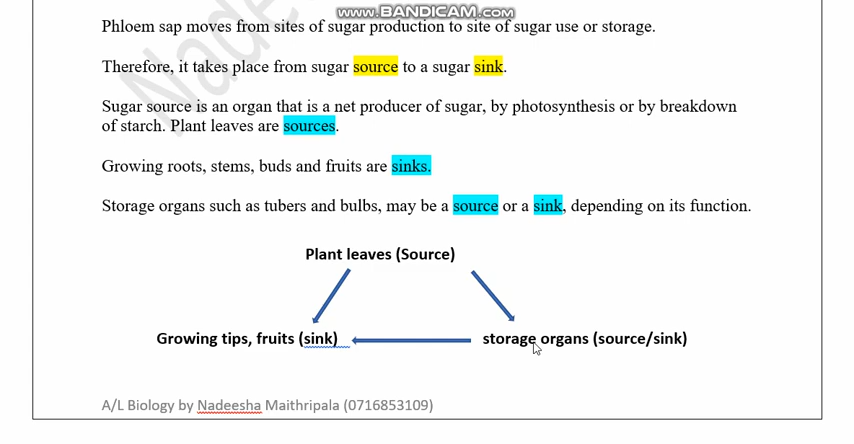 www.BANDICAM.com
Phloem sap moves from sites of sugar production to site of sugar use or storage.
Therefore, it takes place from sugar source to a sugar sink.
Sugar source is an organ that is a net producer of sugar, by photosynthesis or by breakdown
of starch. Plant leaves are sources.
Growing roots, stems, buds and fruits are sinks.
Storage organs such as tubers and bulbs, may be a source or a sink, depending on its function.
Plant leaves (Source)
Growing tips, fruits (sink)
storage organs (source/sink)
A/L Biology by Nadeesha Maithripala (0716853109)